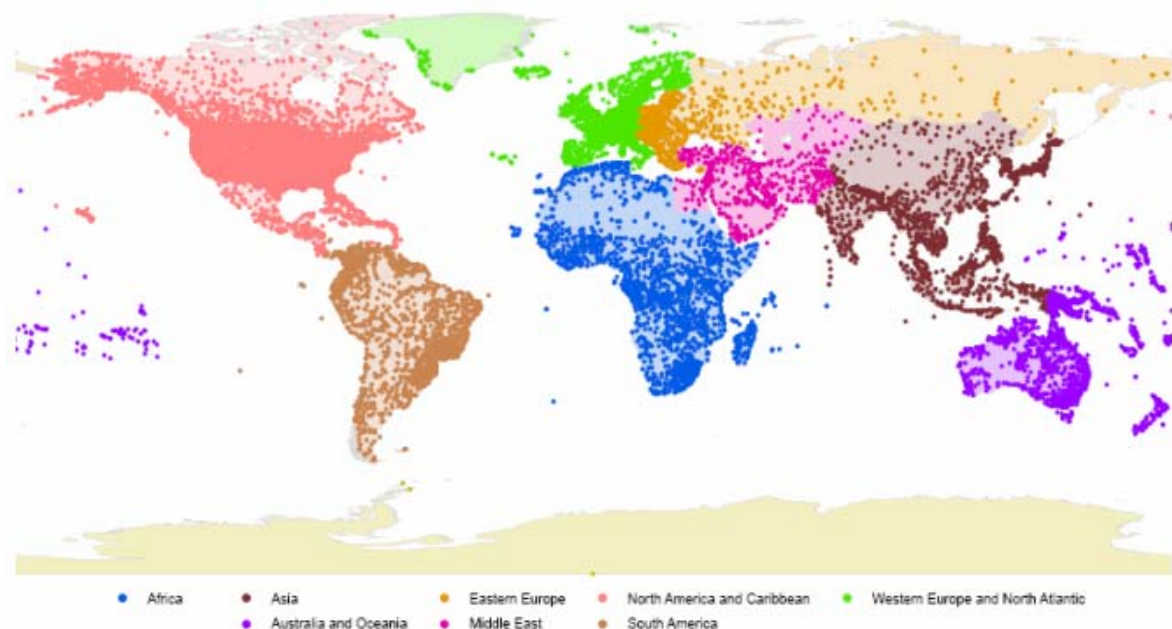 Africa Asia Eastern Europe North America and Caribbean Western Europe and North Atlantic
Australia and Oceania Middle East South America